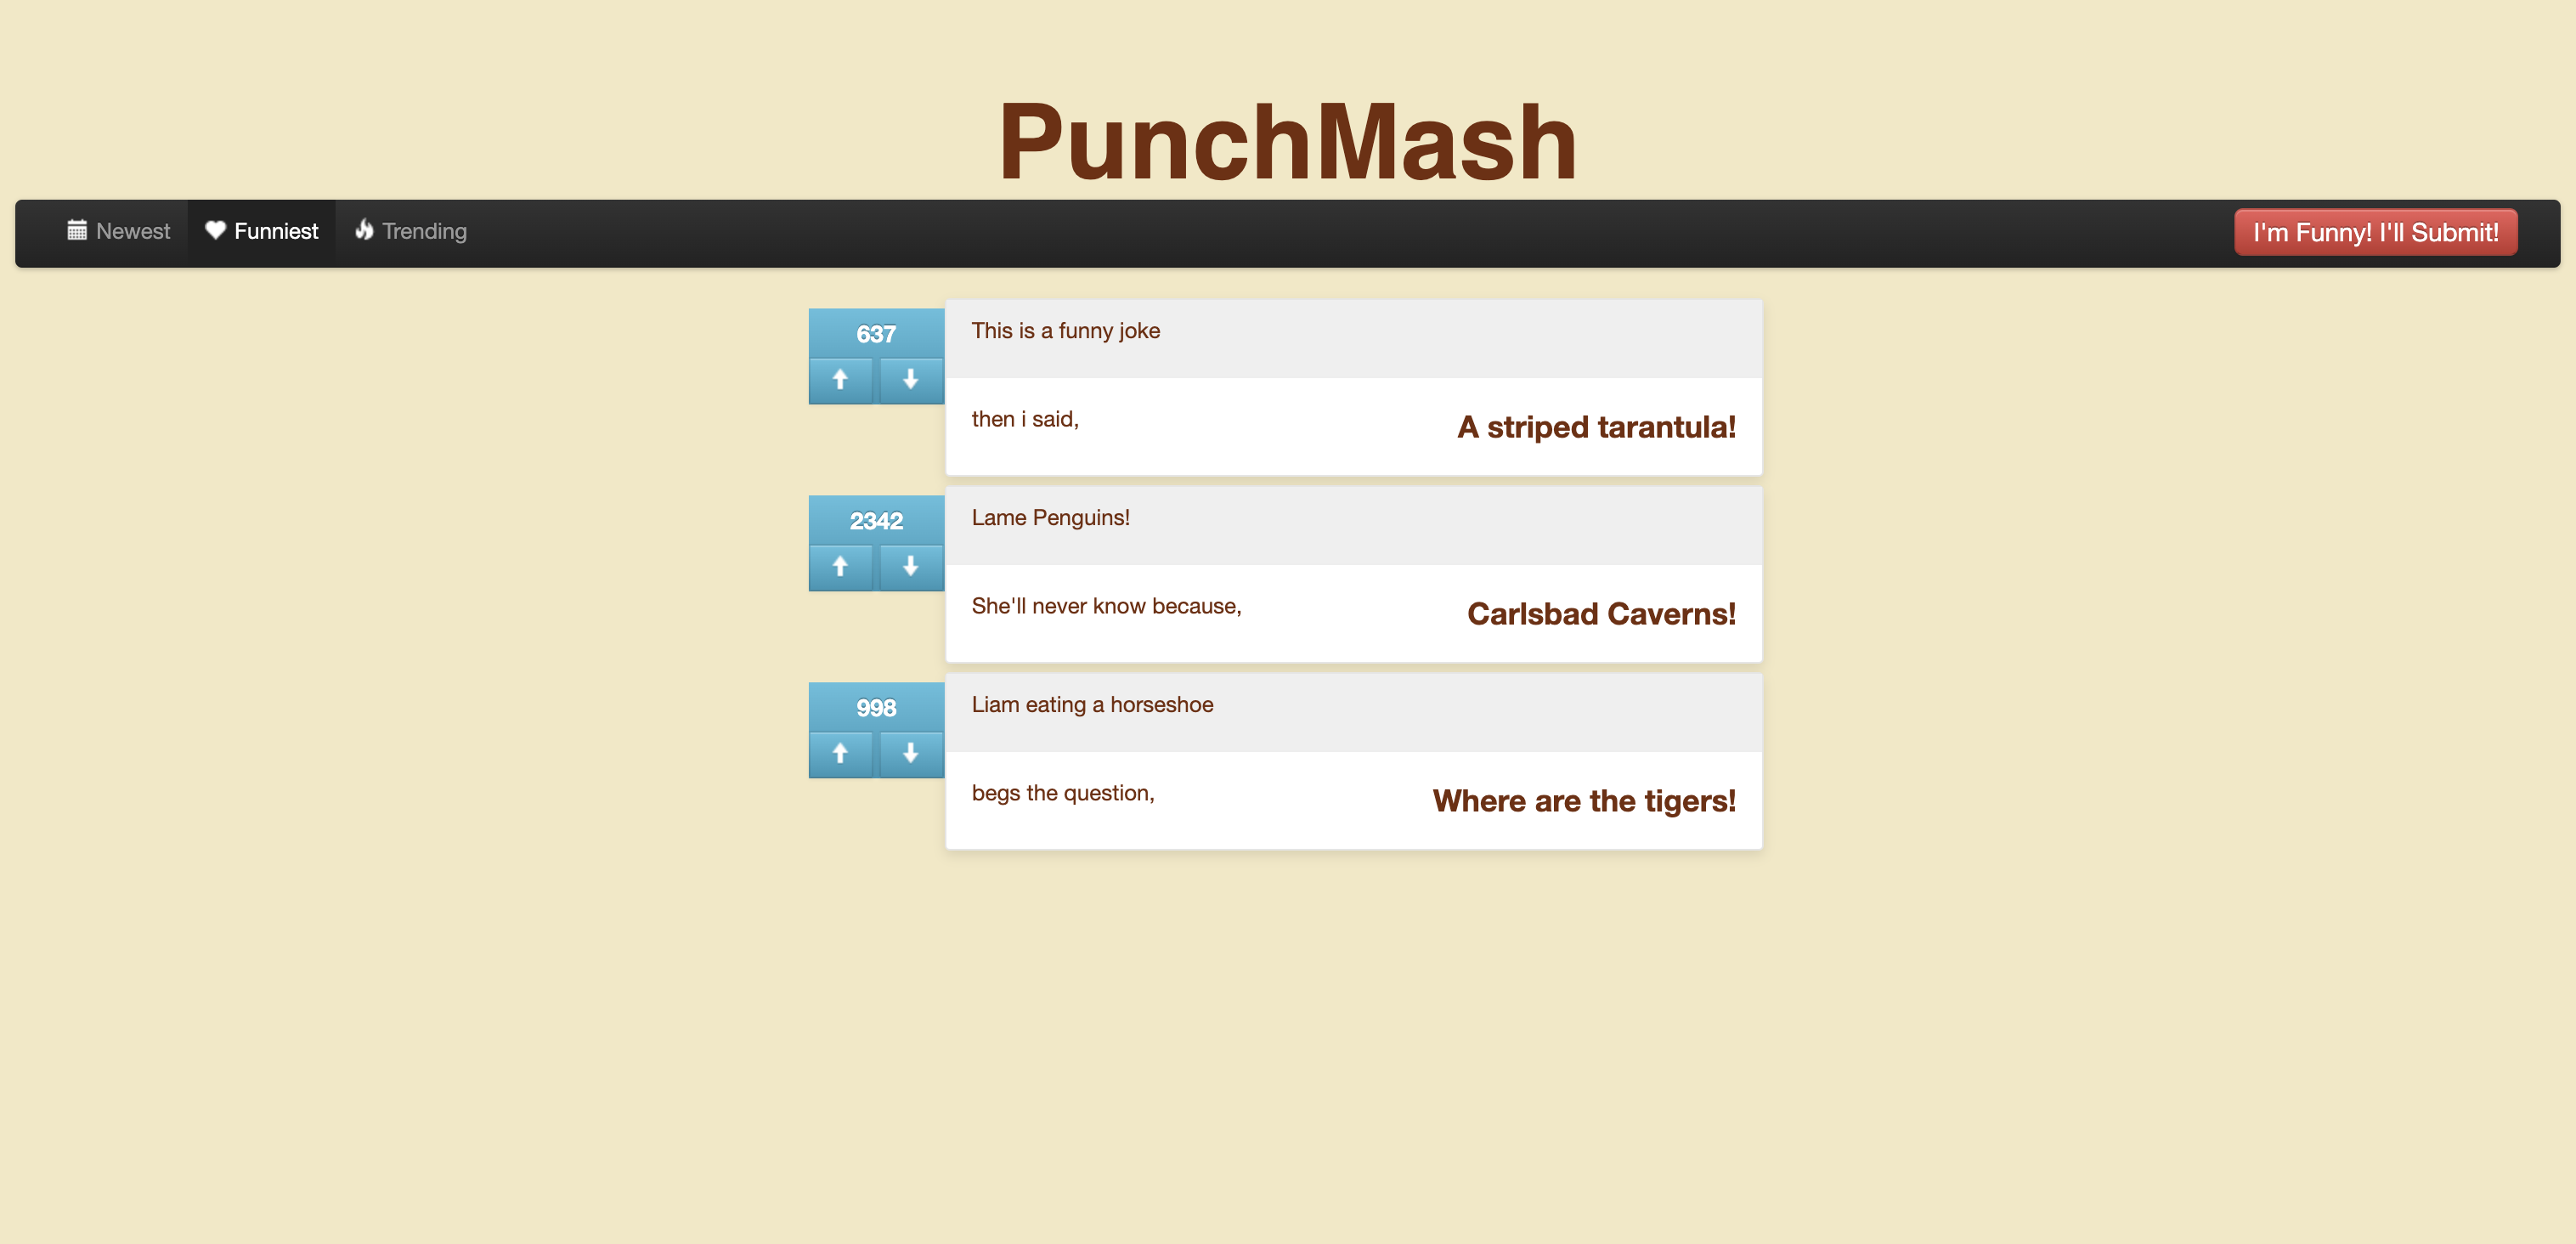 PunchMash
Newest Funniest Trending I'm Funny! I'll Submit!
637
This is a funny joke
then i said, A striped tarantula!
2342
Lame Penguins!
She'll never know because, Carlsbad Caverns!
998
Liam eating a horseshoe
begs the question, Where are the tigers!